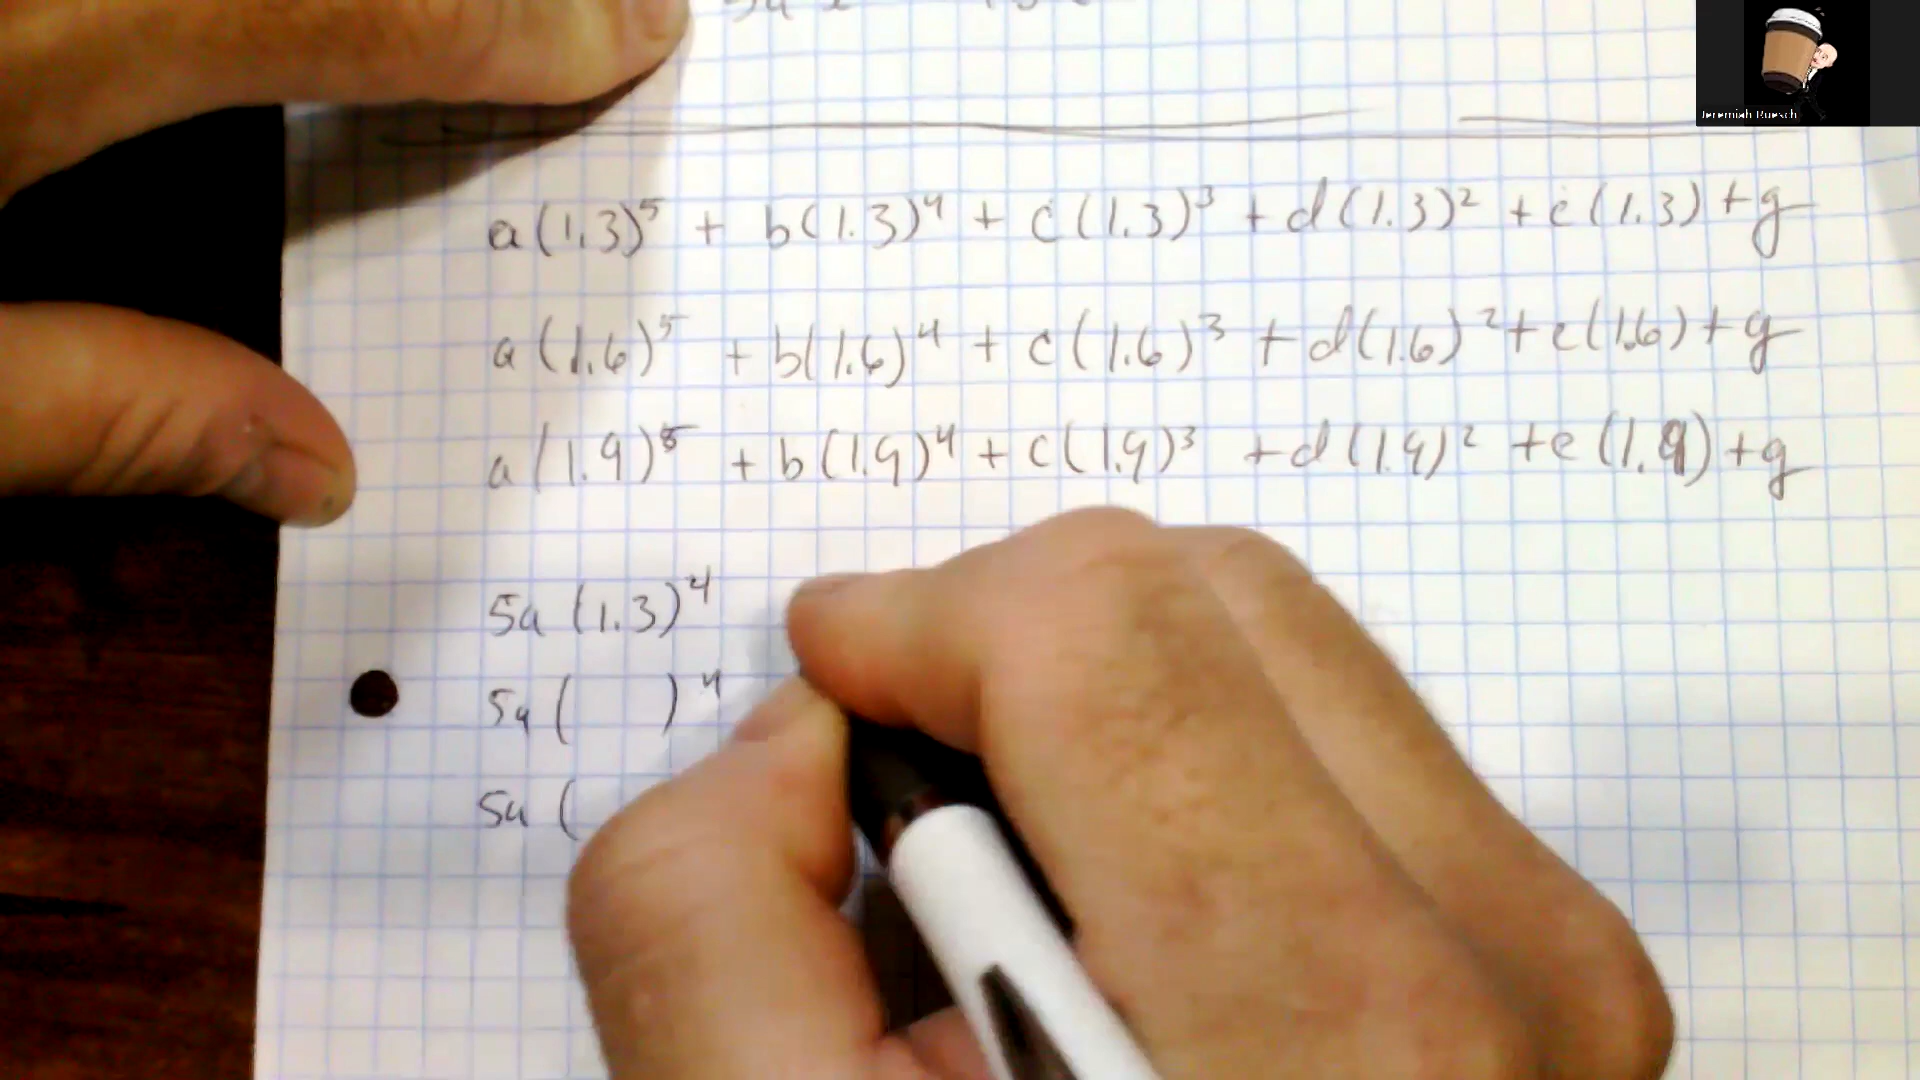 Jeremiah Ruesch
a(1.3)⁵ + b(1.3)⁴ + c(1.3)³ + d(1.3)² + e(1.3) + g
a(1.6)⁵ + b(1.6)⁴ + c(1.6)³ + d(1.6)² + e(1.6) + g
a(1.9)⁵ + b(1.9)⁴ + c(1.9)³ + d(1.9)² + e(1.9) + g
5a(1.3)⁴
5a( )⁴
5a(